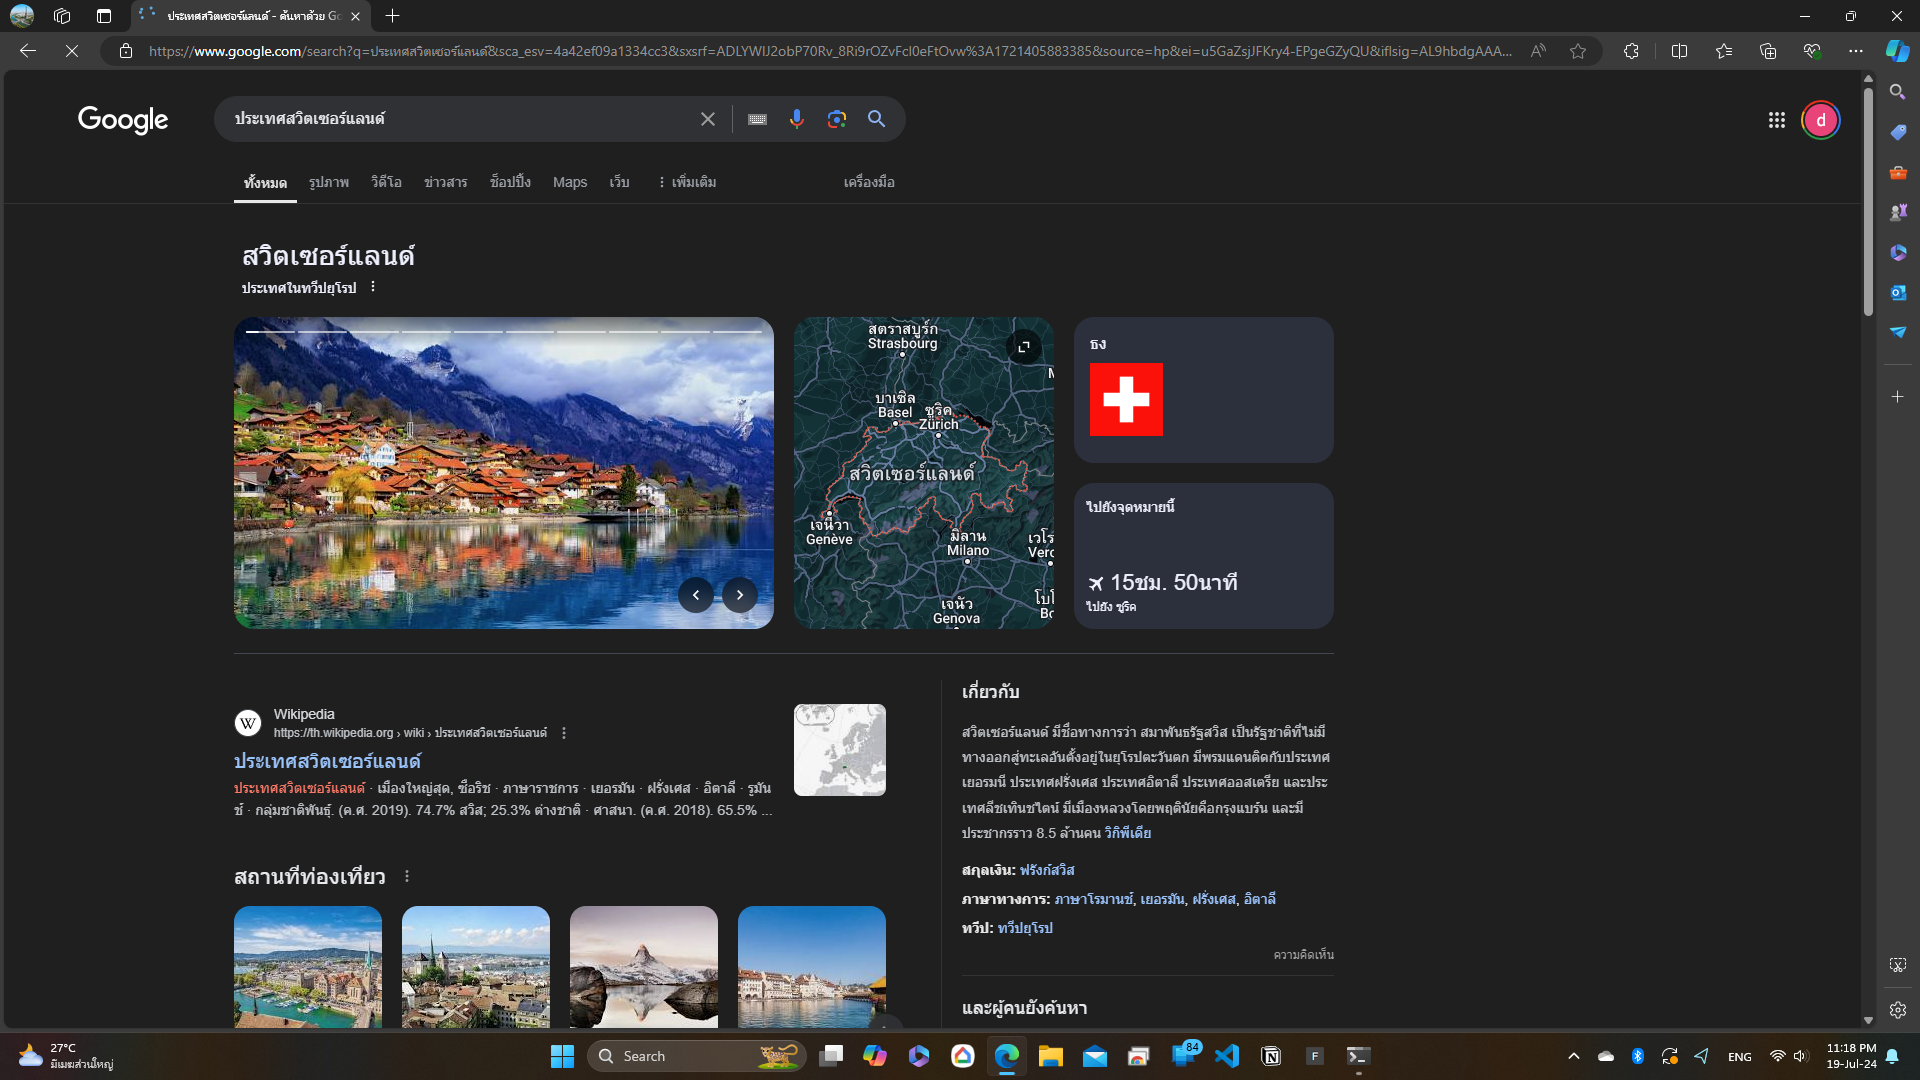 ประเทศสวิตเซอร์แลนด์ - ค้นหาด้วย Go
https://www.google.com/search?q=ประเทศสวิตเซอร์แลนด์&sca_esv=4a42ef09a1334cc3&sxsrf=ADLYWIJ2obP70Rv_8Ri9rOZvFcI0eFtOvw%3A1721405883385&source=hp&ei=u5GaZsjJFKry4-EPgeGZyQU&iflsig=AL9hbdgAAA...
Google
ประเทศสวิตเซอร์แลนด์
d
ทั้งหมด รูปภาพ วิดีโอ ข่าวสาร ช็อปปิ้ง Maps เว็บ เพิ่มเติม เครื่องมือ
สวิตเซอร์แลนด์
ประเทศในทวีปยุโรป
สตราสบูร์ก
Strasbourg
บาเซิล
Basel
ซูริค
Zürich
สวิตเซอร์แลนด์
เจนีวา
Genève
มิลาน
Milano
เวโร
Verc
เจนัว
Genova
โบโ
Bo
ธง
ไปยังจุดหมายนี้
15ชม. 50นาที
ไปยัง ซูริค
W
Wikipedia
https://th.wikipedia.org › wiki › ประเทศสวิตเซอร์แลนด์
ประเทศสวิตเซอร์แลนด์
ประเทศสวิตเซอร์แลนด์ · เมืองใหญ่สุด, ซือริช · ภาษาราชการ · เยอรมัน · ฝรั่งเศส · อิตาลี · รูมัน
ช์ · กลุ่มชาติพันธุ์. (ค.ศ. 2019). 74.7% สวิส; 25.3% ต่างชาติ · ศาสนา. (ค.ศ. 2018). 65.5% ...
สถานที่ท่องเที่ยว
เกี่ยวกับ
สวิตเซอร์แลนด์ มีชื่อทางการว่า สมาพันธรัฐสวิส เป็นรัฐชาติที่ไม่มี
ทางออกสู่ทะเลอันตั้งอยู่ในยุโรปตะวันตก มีพรมแดนติดกับประเทศ
เยอรมนี ประเทศฝรั่งเศส ประเทศอิตาลี ประเทศออสเตรีย และประ
เทศลีชเทินชไตน์ มีเมืองหลวงโดยพฤตินัยคือกรุงแบร์น และมี
ประชากรราว 8.5 ล้านคน วิกิพีเดีย
สกุลเงิน: ฟรังก์สวิส
ภาษาทางการ: ภาษาโรมานช์, เยอรมัน, ฝรั่งเศส, อิตาลี
ทวีป: ทวีปยุโรป
ความคิดเห็น
และผู้คนยังค้นหา
27°C
มีเมฆส่วนใหญ่
Search
84
F
ENG
11:18 PM
19-Jul-24